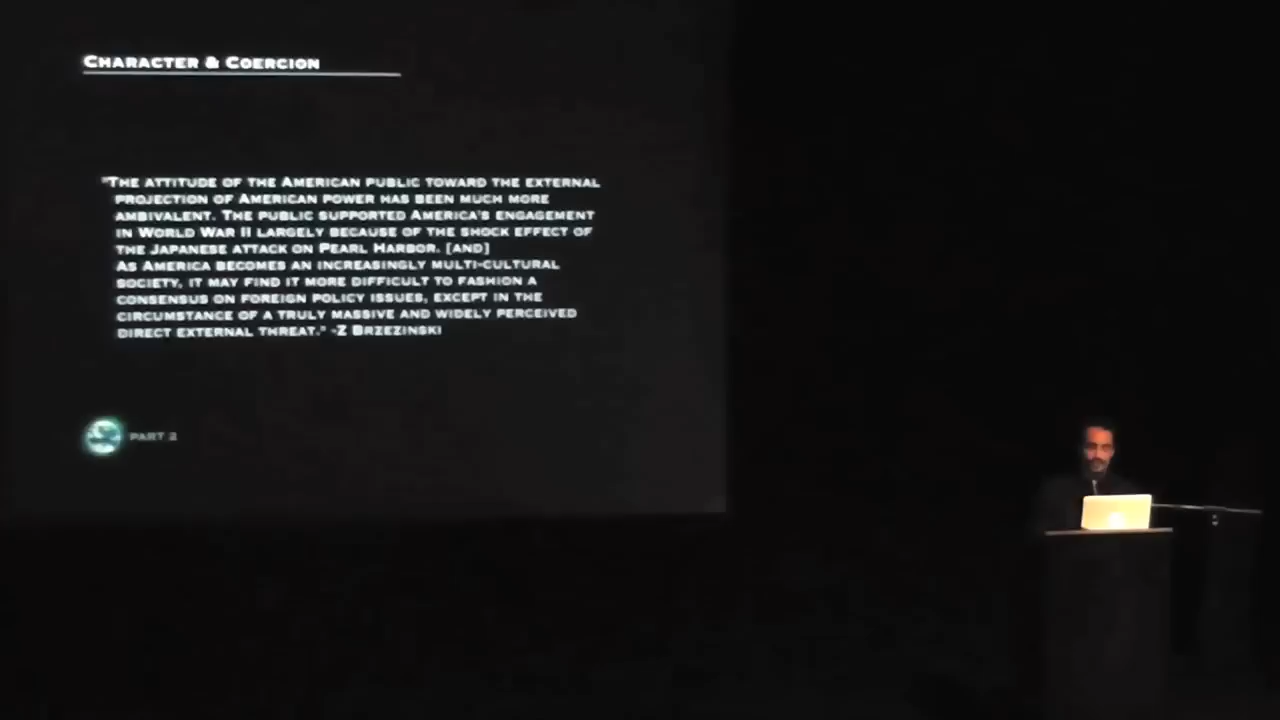 CHARACTER & COERCION
"THE ATTITUDE OF THE AMERICAN PUBLIC TOWARD THE EXTERNAL
PROJECTION OF AMERICAN POWER HAS BEEN MUCH MORE
AMBIVALENT. THE PUBLIC SUPPORTED AMERICA'S ENGAGEMENT
IN WORLD WAR II LARGELY BECAUSE OF THE SHOCK EFFECT OF
THE JAPANESE ATTACK ON PEARL HARBOR. [AND]
AS AMERICA BECOMES AN INCREASINGLY MULTI-CULTURAL
SOCIETY, IT MAY FIND IT MORE DIFFICULT TO FASHION A
CONSENSUS ON FOREIGN POLICY ISSUES, EXCEPT IN THE
CIRCUMSTANCE OF A TRULY MASSIVE AND WIDELY PERCEIVED
DIRECT EXTERNAL THREAT." -Z BRZEZINSKI
PART 2